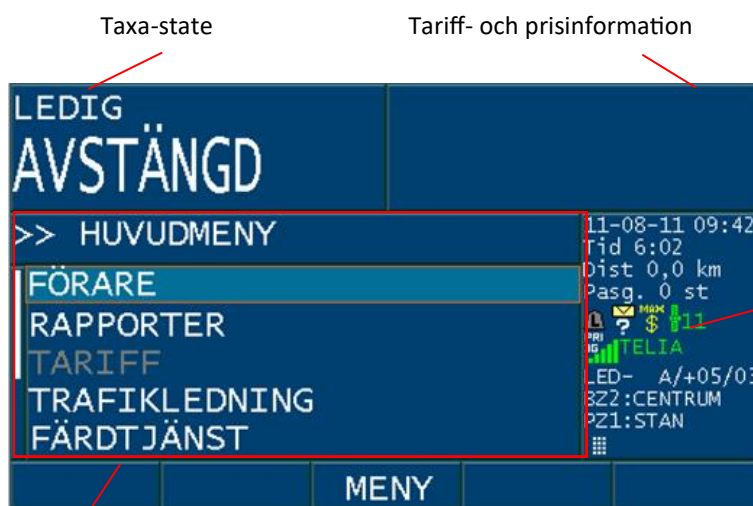 Taxa-state
Tariff- och prisinformation
LEDIG
AVSTÄNGD
>> HUVUDMENY
FÖRARE
RAPPORTER
TARIFF
TRAFIKLEDNING
FÄRDTJÄNST
11-08-11 09:42
Tid 6:02
Dist 0,0 km
Pasg. 0 st
? MAX $ 11
PRI
IG TELIA
LED- A/+05/03
BZ2:CENTRUM
PZ1:STAN
MENY